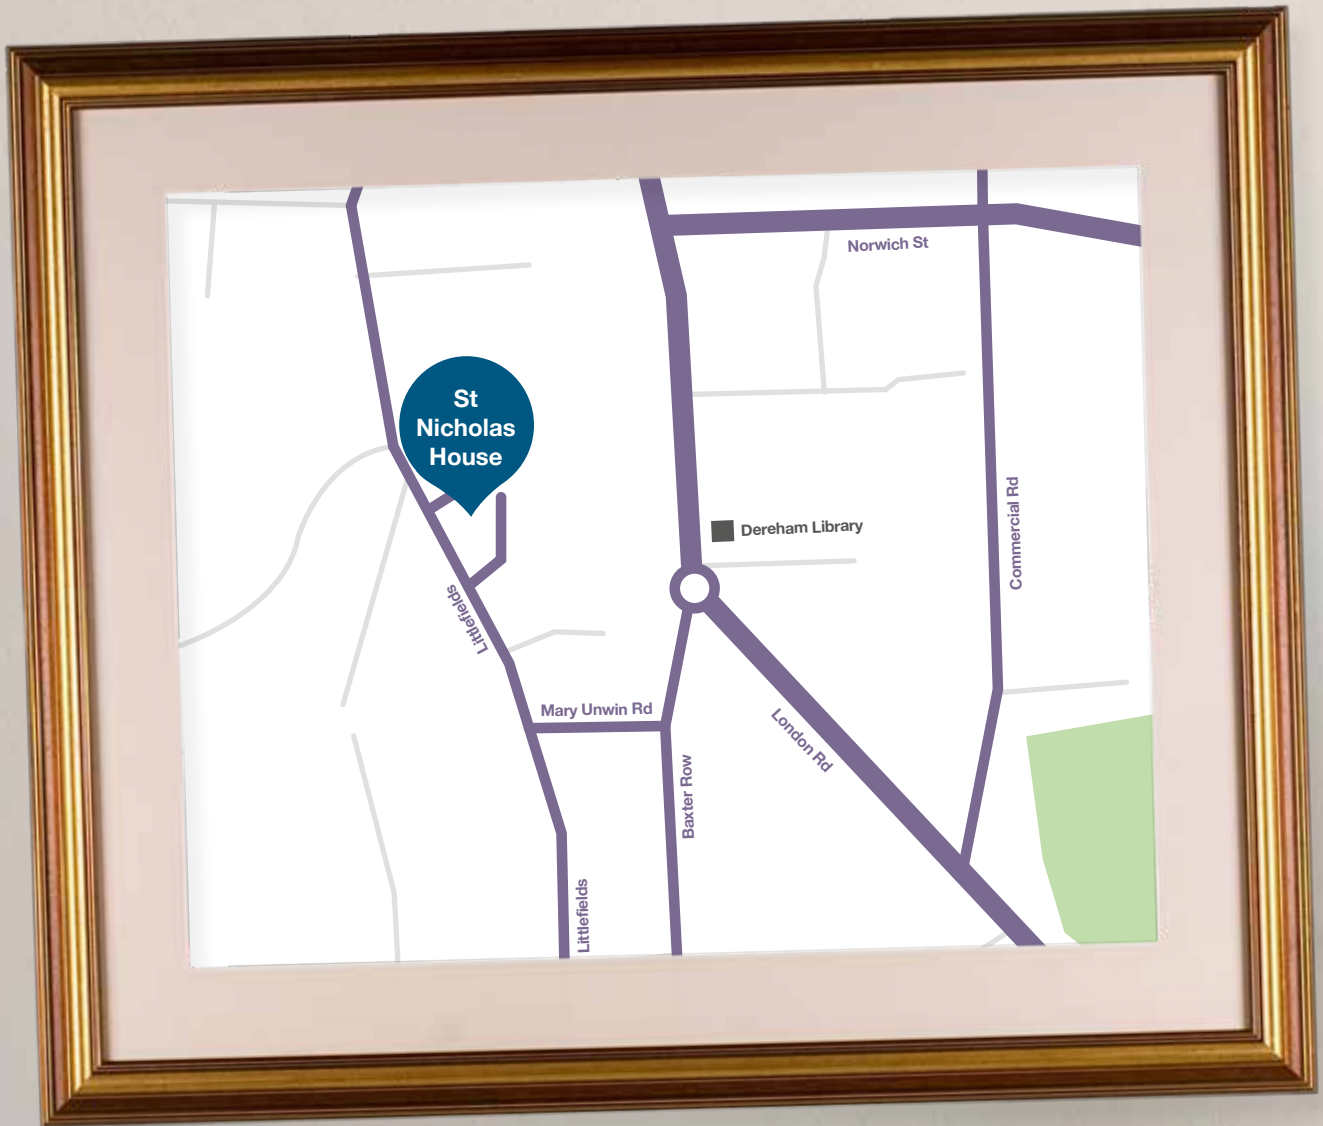 Norwich St
St
Nicholas
House
Commercial Rd
Dereham Library
Littlefields
Mary Unwin Rd
London Rd
Baxter Row
Littlefields